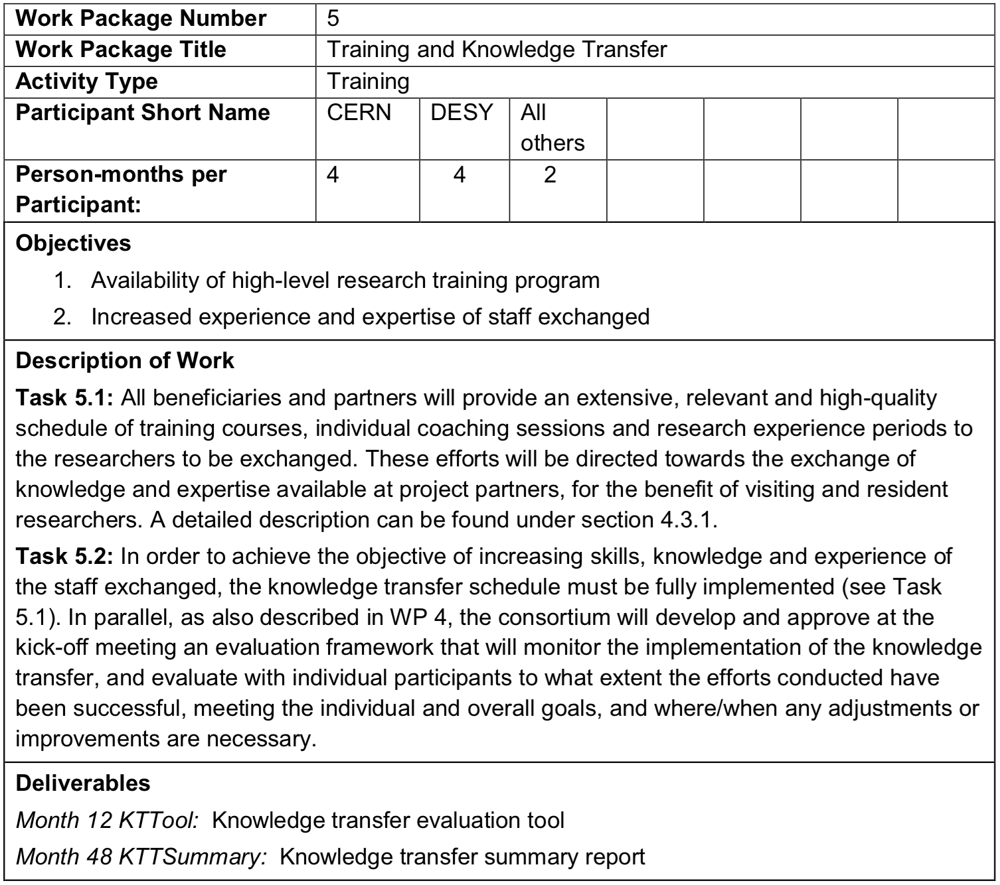 Work Package Number 5
Work Package Title Training and Knowledge Transfer
Activity Type Training
Participant Short Name CERN DESY All
others
Person-months per 4 4 2
Participant:
Objectives
1. Availability of high-level research training program
2. Increased experience and expertise of staff exchanged
Description of Work
Task 5.1: All beneficiaries and partners will provide an extensive, relevant and high-quality
schedule of training courses, individual coaching sessions and research experience periods to
the researchers to be exchanged. These efforts will be directed towards the exchange of
knowledge and expertise available at project partners, for the benefit of visiting and resident
researchers. A detailed description can be found under section 4.3.1.
Task 5.2: In order to achieve the objective of increasing skills, knowledge and experience of
the staff exchanged, the knowledge transfer schedule must be fully implemented (see Task
5.1). In parallel, as also described in WP 4, the consortium will develop and approve at the
kick-off meeting an evaluation framework that will monitor the implementation of the knowledge
transfer, and evaluate with individual participants to what extent the efforts conducted have
been successful, meeting the individual and overall goals, and where/when any adjustments or
improvements are necessary.
Deliverables
Month 12 KTTool: Knowledge transfer evaluation tool
Month 48 KTTSummary: Knowledge transfer summary report